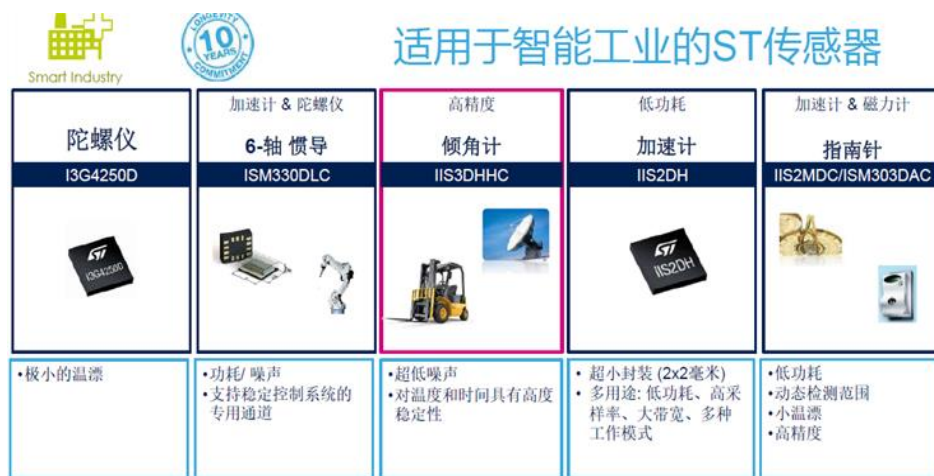 Smart Industry
LONGEVITY
10
YEARS
COMMITMENT
适用于智能工业的ST传感器
陀螺仪
I3G4250D
ST
I3G4250D
•极小的温漂
加速计 & 陀螺仪
6-轴 惯导
ISM330DLC
•功耗/ 噪声
•支持稳定控制系统的
专用通道
高精度
倾角计
IIS3DHHC
•超低噪声
•对温度和时间具有高度
稳定性
低功耗
加速计
IIS2DH
ST
IIS2DH
• 超小封装 (2x2毫米)
• 多用途: 低功耗、高采
样率、大带宽、多种
工作模式
加速计 & 磁力计
指南针
IIS2MDC/ISM303DAC
•低功耗
•动态检测范围
•小温漂
•高精度